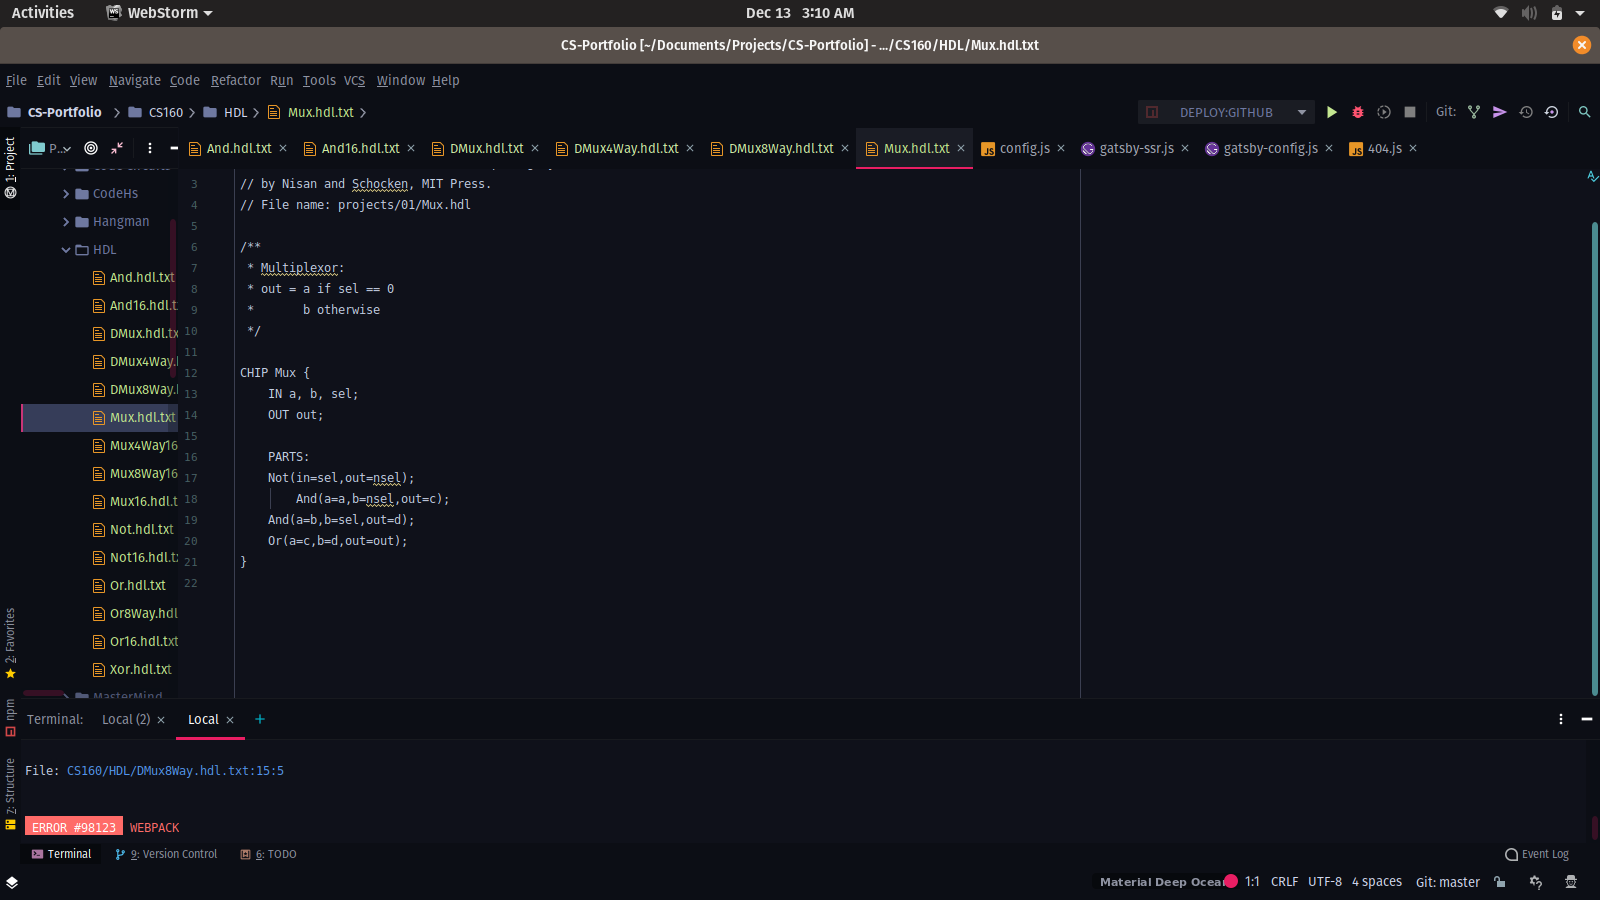 Activities WebStorm Dec 13 3:10 AM
CS-Portfolio [~/Documents/Projects/CS-Portfolio] - .../CS160/HDL/Mux.hdl.txt
File Edit View Navigate Code Refactor Run Tools VCS Window Help
CS-Portfolio CS160 HDL Mux.hdl.txt DEPLOY:GITHUB Git:
1: Project
P... And.hdl.txt And16.hdl.txt DMux.hdl.txt DMux4Way.hdl.txt DMux8Way.hdl.txt Mux.hdl.txt config.js gatsby-ssr.js gatsby-config.js 404.js
CodeHs
Hangman
HDL
And.hdl.txt
And16.hdl.t
DMux.hdl.tx
DMux4Way.
DMux8Way.
Mux.hdl.txt
Mux4Way16
Mux8Way16
Mux16.hdl.t
Not.hdl.txt
Not16.hdl.t
Or.hdl.txt
Or8Way.hdl
Or16.hdl.txt
Xor.hdl.txt
MasterMind
3 // by Nisan and Schocken, MIT Press.
4 // File name: projects/01/Mux.hdl
5
6 /**
7 * Multiplexor:
8 * out = a if sel == 0
9 * b otherwise
10 */
11
12 CHIP Mux {
13 IN a, b, sel;
14 OUT out;
15
16 PARTS:
17 Not(in=sel,out=nsel);
18 And(a=a,b=nsel,out=c);
19 And(a=b,b=sel,out=d);
20 Or(a=c,b=d,out=out);
21 }
22
2: Favorites
npm
7: Structure
Terminal: Local (2) Local
File: CS160/HDL/DMux8Way.hdl.txt:15:5
ERROR #98123 WEBPACK
Terminal 9: Version Control 6: TODO Event Log
Material Deep Ocea 1:1 CRLF UTF-8 4 spaces Git: master